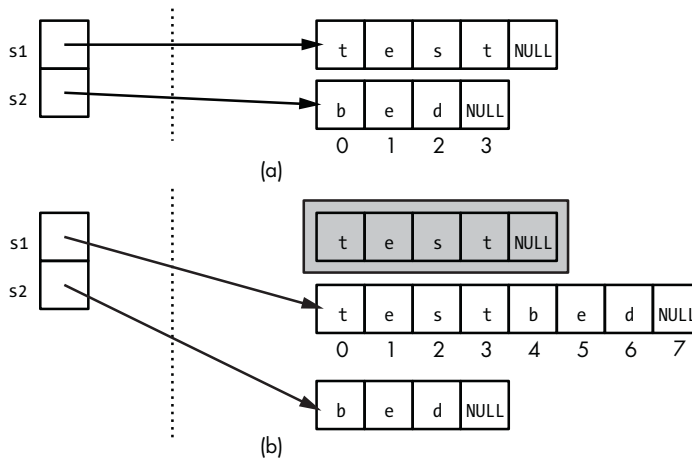 s1 t e s t NULL
s2 b e d NULL
0 1 2 3
(a)
s1 t e s t NULL
s2 t e s t b e d NULL
0 1 2 3 4 5 6 7
b e d NULL
(b)